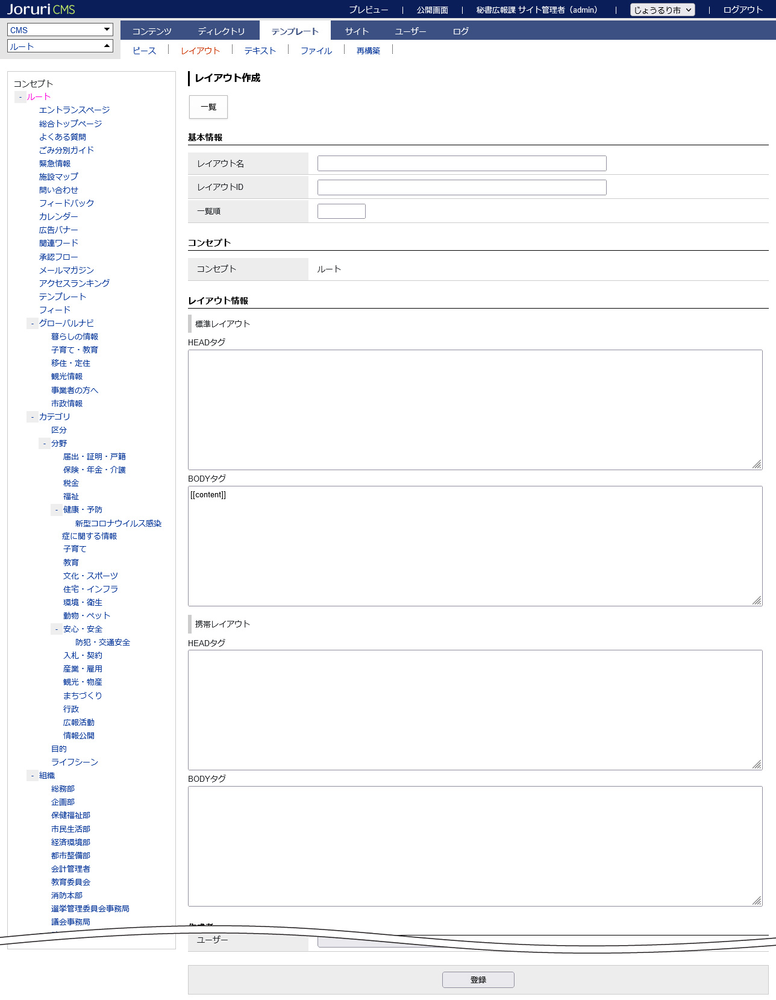 Joruri CMS
プレビュー | 公開画面 | 秘書広報課 サイト管理者（admin） | じょうるり市 | ログアウト
CMS
ルート
コンテンツ ディレクトリ テンプレート サイト ユーザー ログ
ピース レイアウト テキスト ファイル 再構築
コンセプト
- ルート
エントランスページ
総合トップページ
よくある質問
ごみ分別ガイド
緊急情報
施設マップ
問い合わせ
フィードバック
カレンダー
広告バナー
関連ワード
承認フロー
メールマガジン
アクセスランキング
テンプレート
フィード
- グローバルナビ
暮らしの情報
子育て・教育
移住・定住
観光情報
事業者の方へ
市政情報
- カテゴリ
区分
- 分野
届出・証明・戸籍
保険・年金・介護
税金
福祉
- 健康・予防
新型コロナウイルス感染
症に関する情報
子育て
教育
文化・スポーツ
住宅・インフラ
環境・衛生
動物・ペット
- 安心・安全
防犯・交通安全
入札・契約
産業・雇用
観光・物産
まちづくり
行政
広報活動
情報公開
目的
ライフシーン
- 組織
総務部
企画部
保健福祉部
市民生活部
経済環境部
都市整備部
会計管理者
教育委員会
消防本部
選挙管理委員会事務局
議会事務局
レイアウト作成
一覧
基本情報
レイアウト名
レイアウトID
一覧順
コンセプト
コンセプト ルート
レイアウト情報
標準レイアウト
HEADタグ
BODYタグ
[[content]]
携帯レイアウト
HEADタグ
BODYタグ
作成者
ユーザー
登録